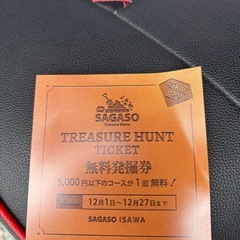 SAGASO
Treasure Stones
TREASURE HUNT
TICKET
無料発掘券
5,000円以下のコースが1回無料!
12月1日〜12月27日まで
SAGASO ISAWA